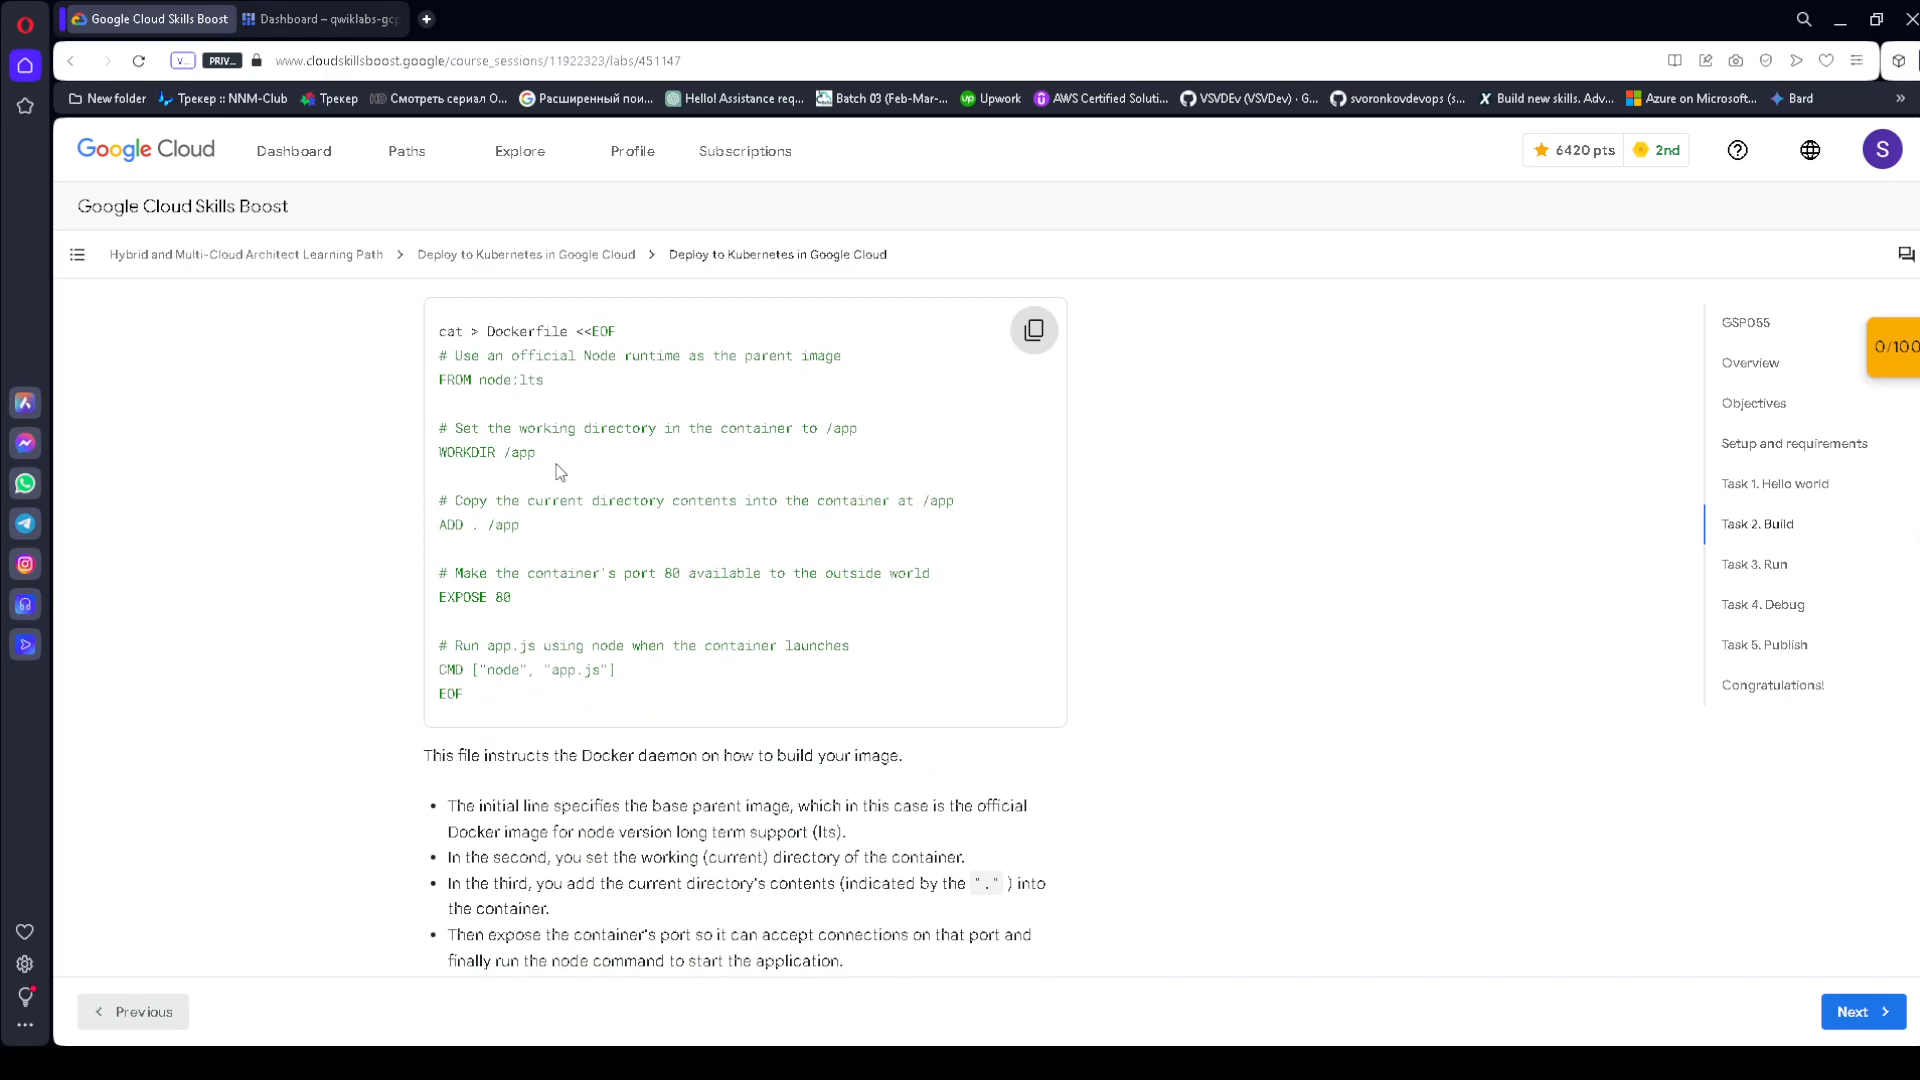 Google Cloud Skills Boost
Dashboard – qwiklabs-gcp
V...
PRIV...
www.cloudskillsboost.google/course_sessions/11922323/labs/451147
New folder
Трекер :: NNM-Club
Трекер
Смотреть сериал O...
Расширенный пои...
Hello! Assistance req...
Batch 03 (Feb-Mar-...
Upwork
AWS Certified Soluti...
VSVDEv (VSVDev) · G...
svoronkovdevops (s...
Build new skills. Adv...
Azure on Microsoft...
Bard
Google Cloud
Dashboard
Paths
Explore
Profile
Subscriptions
6420 pts
2nd
S
Google Cloud Skills Boost
Hybrid and Multi-Cloud Architect Learning Path > Deploy to Kubernetes in Google Cloud > Deploy to Kubernetes in Google Cloud
cat > Dockerfile <<EOF
# Use an official Node runtime as the parent image
FROM node:lts
# Set the working directory in the container to /app
WORKDIR /app
# Copy the current directory contents into the container at /app
ADD . /app
# Make the container's port 80 available to the outside world
EXPOSE 80
# Run app.js using node when the container launches
CMD ["node", "app.js"]
EOF
This file instructs the Docker daemon on how to build your image.
• The initial line specifies the base parent image, which in this case is the official
Docker image for node version long term support (lts).
• In the second, you set the working (current) directory of the container.
• In the third, you add the current directory's contents (indicated by the "." ) into
the container.
• Then expose the container's port so it can accept connections on that port and
finally run the node command to start the application.
GSP055
Overview
Objectives
Setup and requirements
Task 1. Hello world
Task 2. Build
Task 3. Run
Task 4. Debug
Task 5. Publish
Congratulations!
0/100
Previous
Next